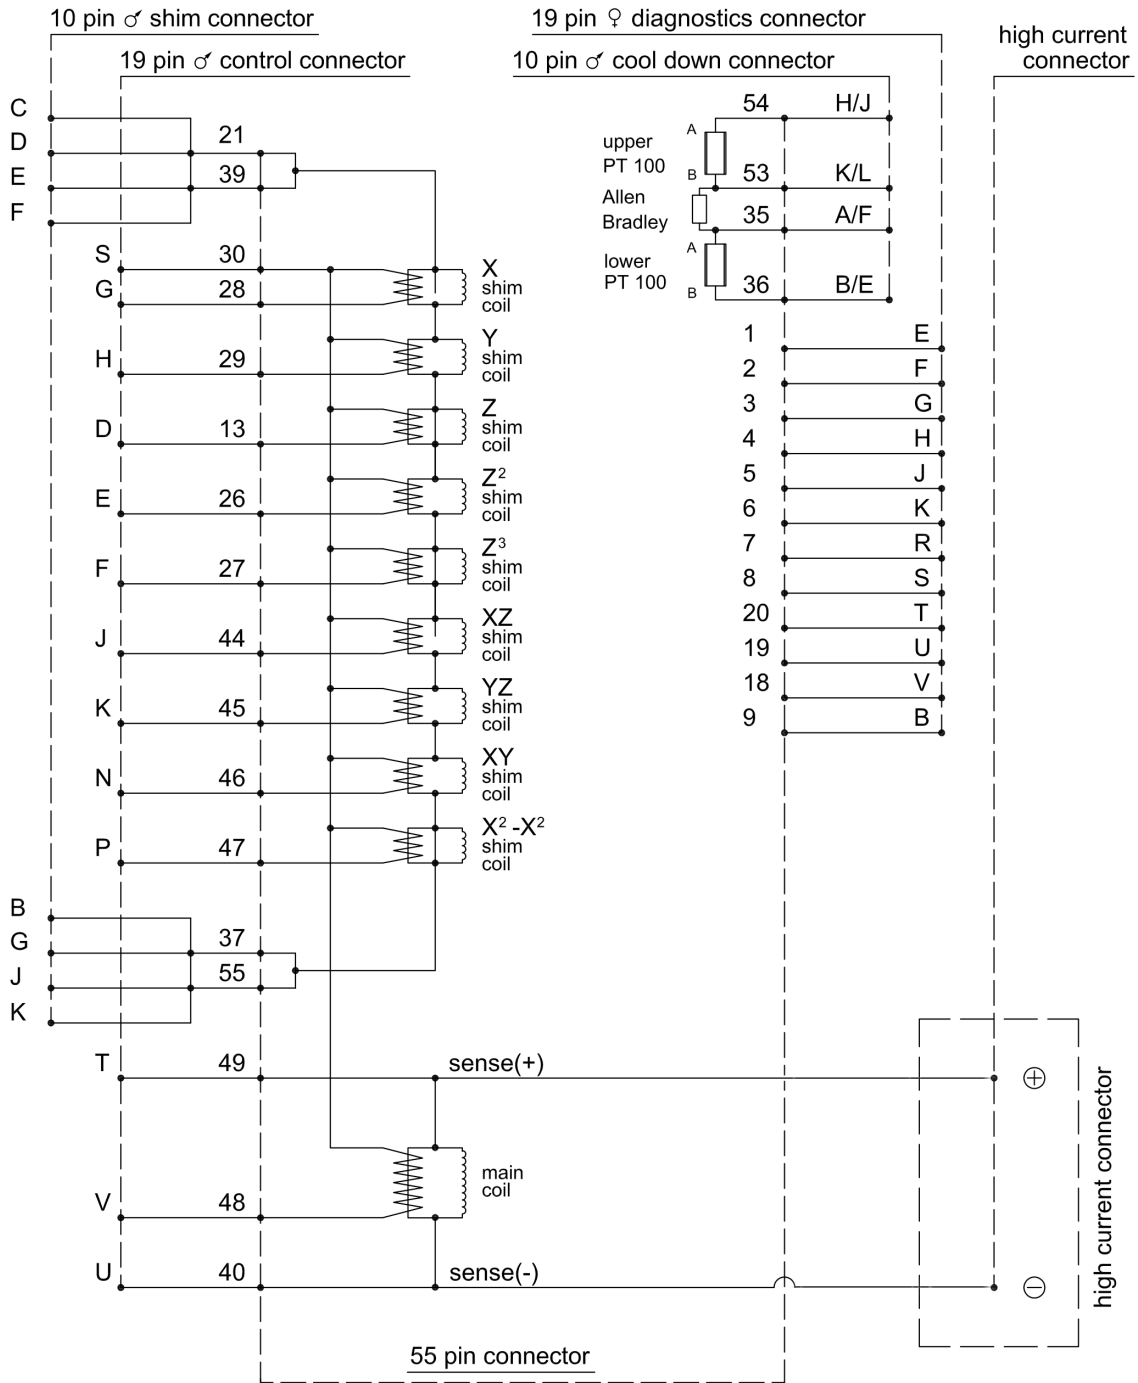 10 pin ♂ shim connector
19 pin ♀ diagnostics connector
high current
connector
19 pin ♂ control connector
10 pin ♂ cool down connector
C
D 21
E 39
F
S 30
G 28
X
shim
coil
H 29
Y
shim
coil
D 13
Z
shim
coil
E 26
Z²
shim
coil
F 27
Z³
shim
coil
J 44
XZ
shim
coil
K 45
YZ
shim
coil
N 46
XY
shim
coil
P 47
X² -X²
shim
coil
B
G 37
J 55
K
T 49 sense(+)
V 48
main
coil
U 40 sense(-)
55 pin connector
54 H/J
A
upper
PT 100
B
53 K/L
Allen
Bradley
35 A/F
A
lower
PT 100
B
36 B/E
1 E
2 F
3 G
4 H
5 J
6 K
7 R
8 S
20 T
19 U
18 V
9 B
⊕
⊖
high current connector